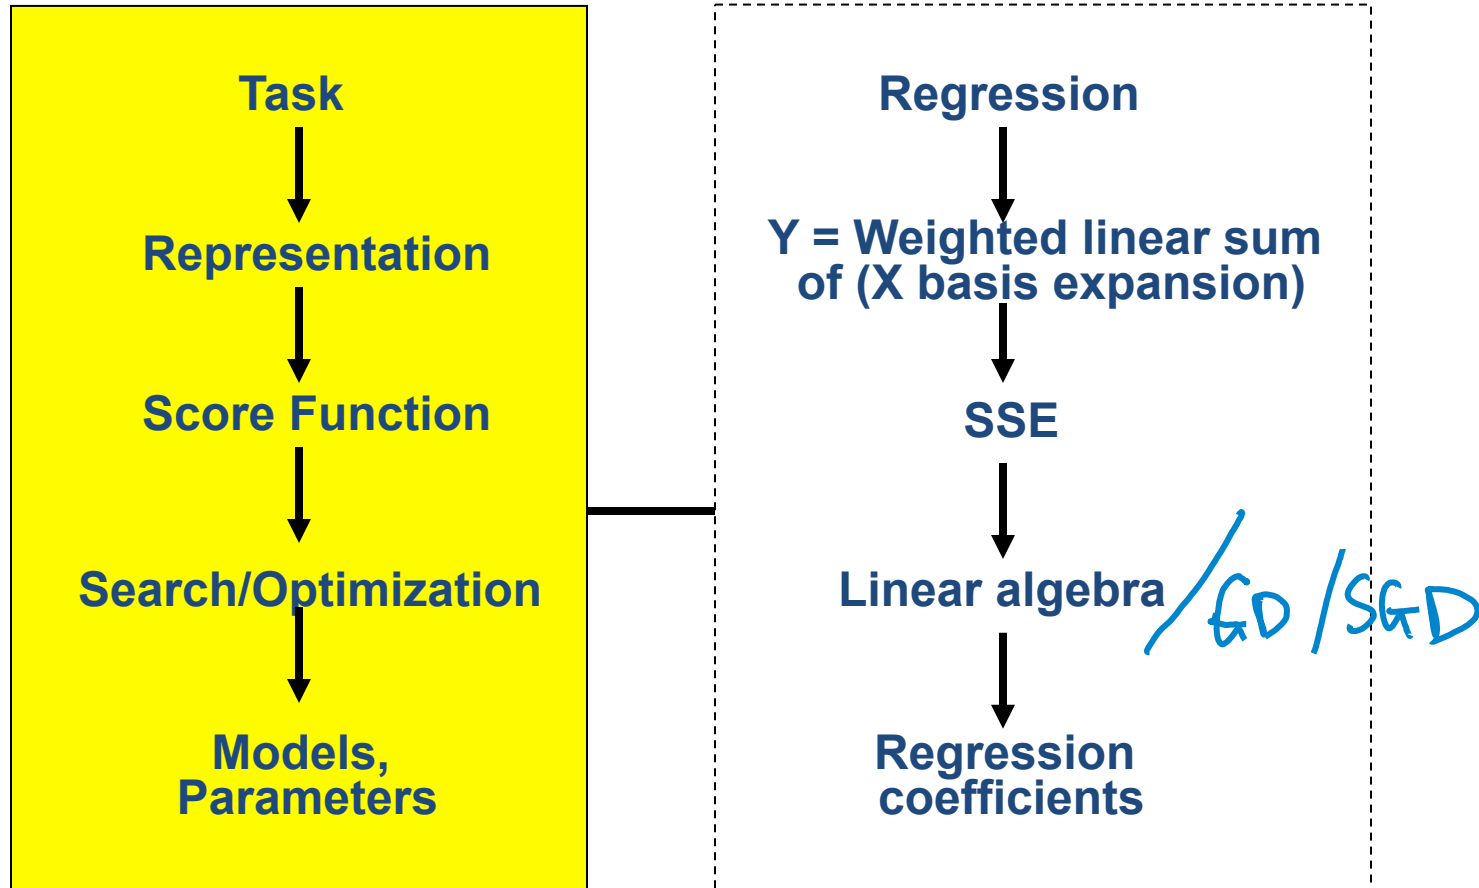 Task
Representation
Score Function
Search/Optimization
Models,
Parameters
Regression
Y = Weighted linear sum
of (X basis expansion)
SSE
Linear algebra /GD/SGD
Regression
coefficients